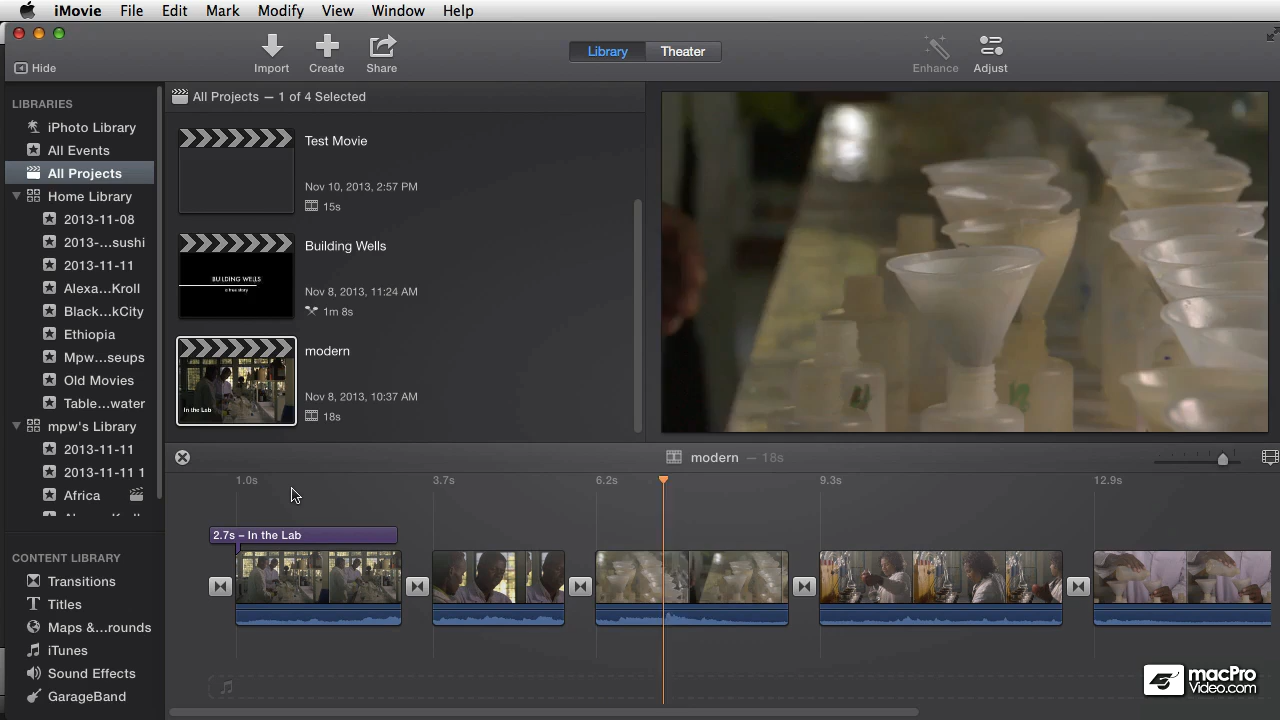 iMovie File Edit Mark Modify View Window Help
Hide
Import Create Share
Library Theater
Enhance Adjust
LIBRARIES
iPhoto Library
All Events
All Projects
Home Library
2013-11-08
2013-...sushi
2013-11-11
Alexa...Kroll
Black...kCity
Ethiopia
Mpw...seups
Old Movies
Table...water
mpw's Library
2013-11-11
2013-11-11 1
Africa
CONTENT LIBRARY
Transitions
Titles
Maps &...rounds
iTunes
Sound Effects
GarageBand
All Projects — 1 of 4 Selected
Test Movie
Nov 10, 2013, 2:57 PM
15s
BUILDING WELLS
a true story
Building Wells
Nov 8, 2013, 11:24 AM
1m 8s
In the Lab
modern
Nov 8, 2013, 10:37 AM
18s
modern — 18s
1.0s 3.7s 6.2s 9.3s 12.9s
2.7s – In the Lab
macPro
Video.com